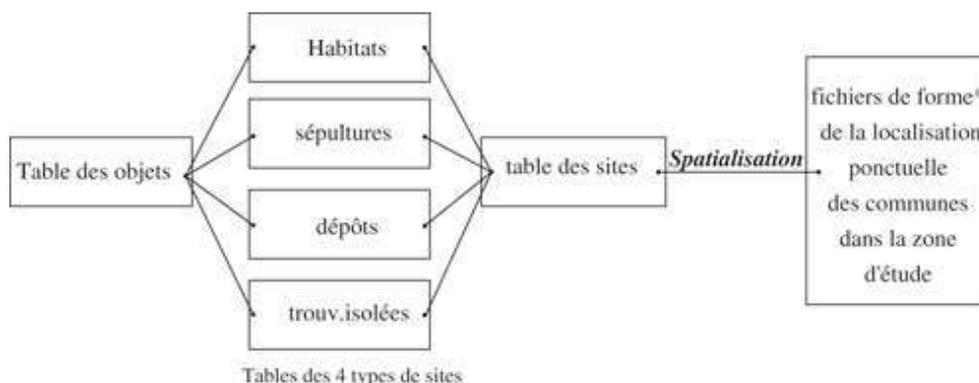 Habitats
sépultures
Table des objets
dépôts
trouv.isolées
Tables des 4 types de sites
table des sites
Spatialisation
fichiers de forme*
de la localisation
ponctuelle
des communes
dans la zone
d'étude